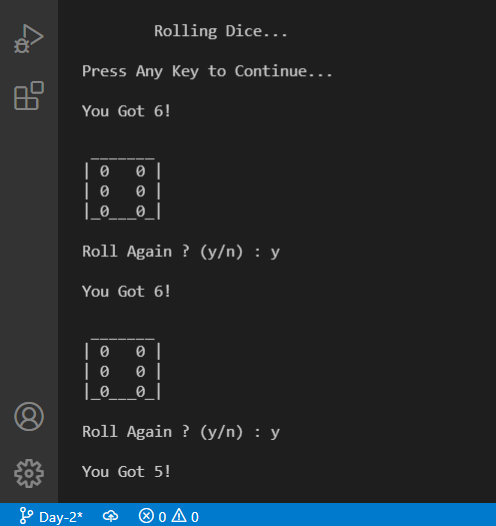 Rolling Dice...
Press Any Key to Continue...
You Got 6!
 _______
| 0   0 |
| 0   0 |
|_0___0_|
Roll Again ? (y/n) : y
You Got 6!
 _______
| 0   0 |
| 0   0 |
|_0___0_|
Roll Again ? (y/n) : y
You Got 5!
Day-2* 0 0